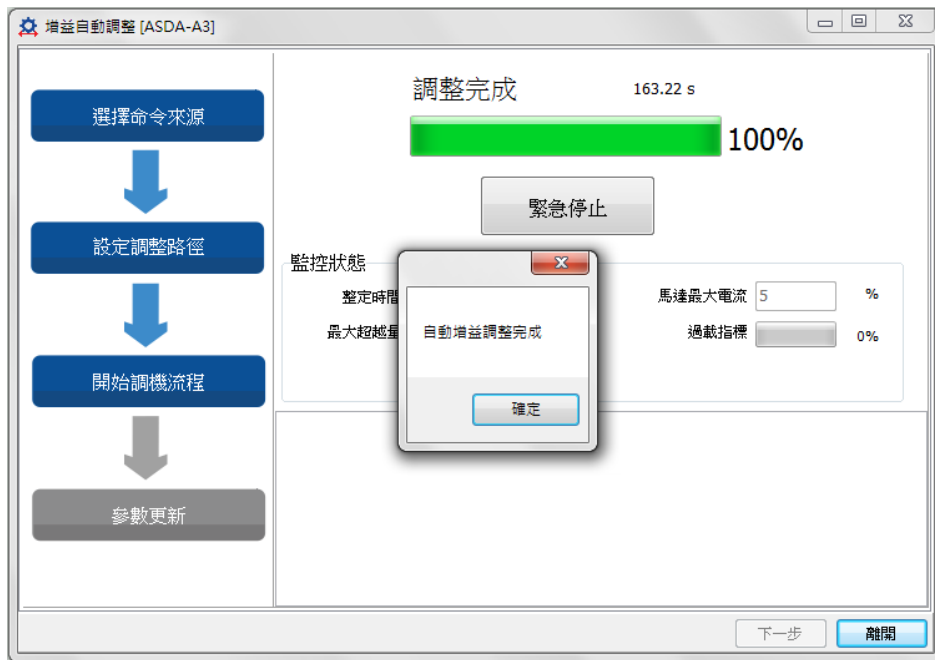 增益自動調整 [ASDA-A3]
選擇命令來源
設定調整路徑
開始調機流程
參數更新
調整完成
163.22 s
100%
緊急停止
監控狀態
整定時間
馬達最大電流 5 %
最大超越量
過載指標 0%
自動增益調整完成
確定
下一步
離開